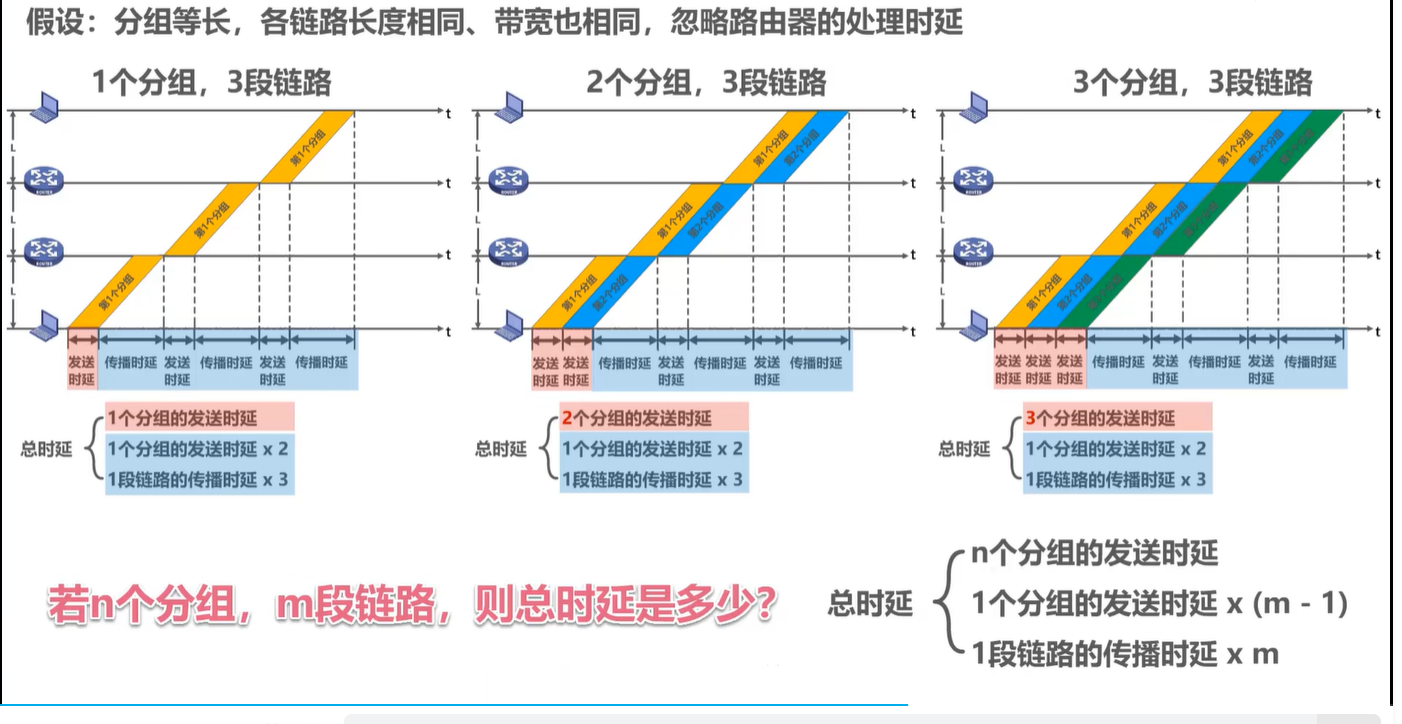 假设：分组等长，各链路长度相同、带宽也相同，忽略路由器的处理时延
1个分组，3段链路
t
L
ROUTER
t
L
ROUTER
t
L
t
第1个分组
第1个分组
第1个分组
发送时延
传播时延
发送时延
传播时延
发送时延
传播时延
总时延
1个分组的发送时延
1个分组的发送时延 x 2
1段链路的传播时延 x 3
2个分组，3段链路
t
L
ROUTER
t
L
ROUTER
t
L
t
第1个分组
第2个分组
第1个分组
第2个分组
第1个分组
第2个分组
发送时延
发送时延
传播时延
发送时延
传播时延
发送时延
传播时延
总时延
2个分组的发送时延
1个分组的发送时延 x 2
1段链路的传播时延 x 3
3个分组，3段链路
t
L
ROUTER
t
L
ROUTER
t
L
t
第1个分组
第2个分组
第1个分组
第2个分组
第1个分组
第2个分组
发送时延
发送时延
发送时延
传播时延
发送时延
传播时延
发送时延
传播时延
总时延
3个分组的发送时延
1个分组的发送时延 x 2
1段链路的传播时延 x 3
若n个分组，m段链路，则总时延是多少？
总时延
n个分组的发送时延
1个分组的发送时延 x (m - 1)
1段链路的传播时延 x m